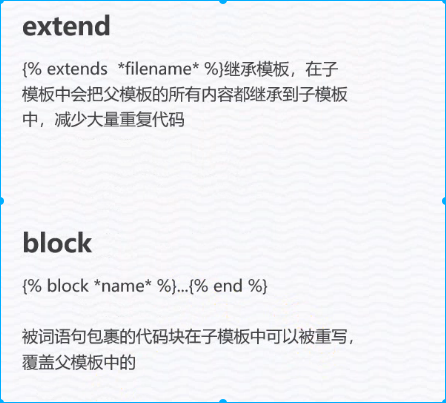 extend
{% extends *filename* %}继承模板，在子
模板中会把父模板的所有内容都继承到子模板
中，减少大量重复代码
block
{% block *name* %}...{% end %}
被词语句包裹的代码块在子模板中可以被重写，
覆盖父模板中的